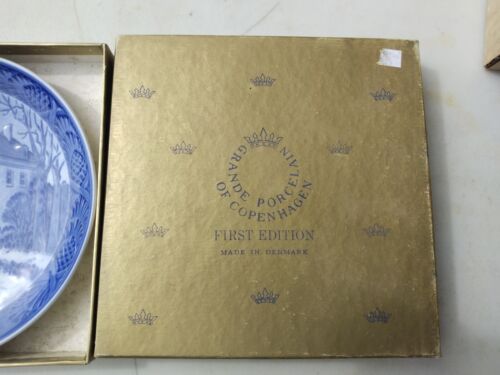 GRANDE PORCELAIN
OF COPENHAGEN
FIRST EDITION
MADE IN DENMARK